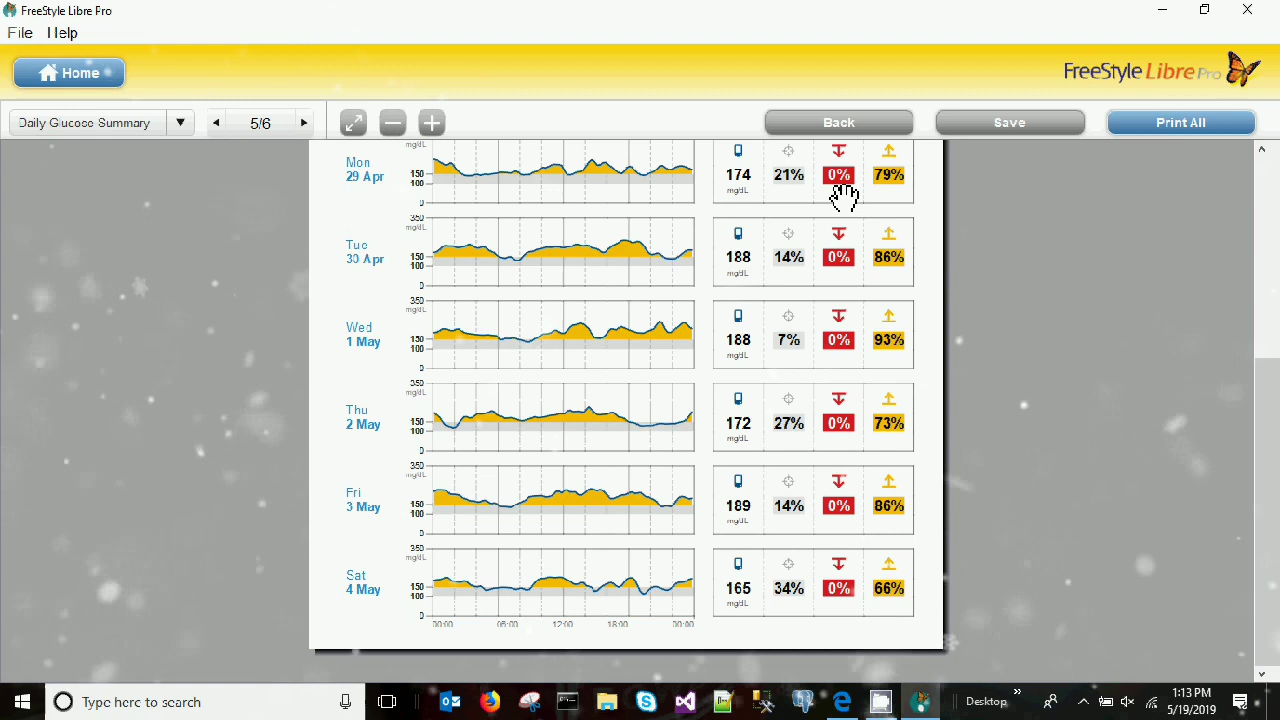 FreeStyle Libre Pro
File Help
Home
FreeStyle Libre Pro
Daily Glucose Summary
5/6
Back
Save
Print All
mg/dL
Mon
29 Apr
150
100
0
174
mg/dL
21%
0%
79%
350
mg/dL
Tue
30 Apr
150
100
0
188
mg/dL
14%
0%
86%
350
mg/dL
Wed
1 May
150
100
0
188
mg/dL
7%
0%
93%
350
mg/dL
Thu
2 May
150
100
0
172
mg/dL
27%
0%
73%
350
mg/dL
Fri
3 May
150
100
0
189
mg/dL
14%
0%
86%
350
mg/dL
Sat
4 May
150
100
0
165
mg/dL
34%
0%
66%
00:00 06:00 12:00 18:00 00:00
Type here to search
Desktop
1:13 PM
5/19/2019